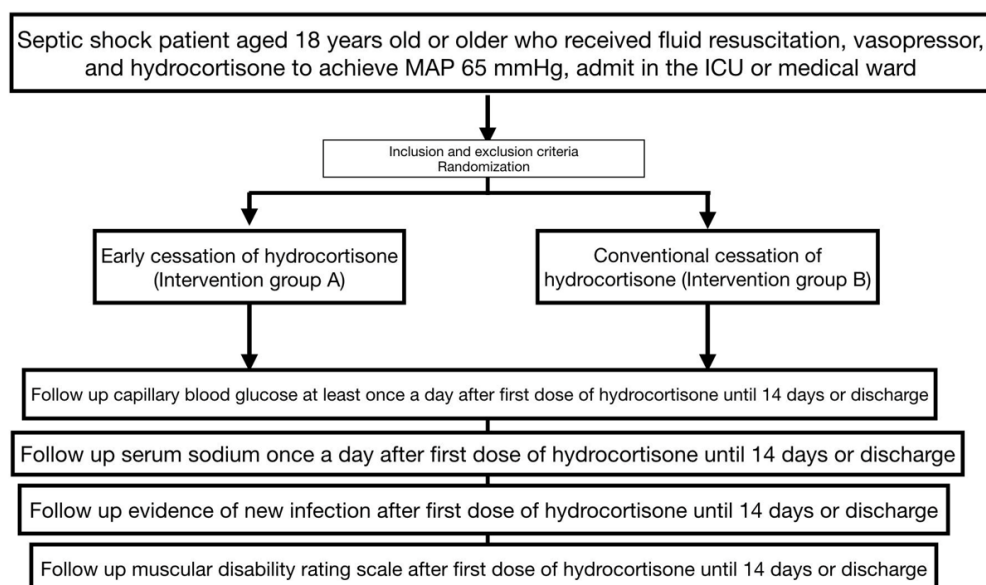 Septic shock patient aged 18 years old or older who received fluid resuscitation, vasopressor,
and hydrocortisone to achieve MAP 65 mmHg, admit in the ICU or medical ward
Inclusion and exclusion criteria
Randomization
Early cessation of hydrocortisone
(Intervention group A)
Conventional cessation of
hydrocortisone (Intervention group B)
Follow up capillary blood glucose at least once a day after first dose of hydrocortisone until 14 days or discharge
Follow up serum sodium once a day after first dose of hydrocortisone until 14 days or discharge
Follow up evidence of new infection after first dose of hydrocortisone until 14 days or discharge
Follow up muscular disability rating scale after first dose of hydrocortisone until 14 days or discharge